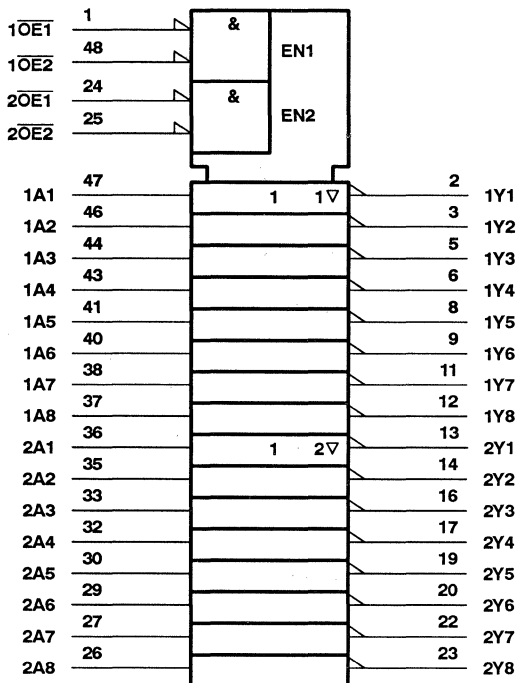 1OE1 1 & EN1
1OE2 48
2OE1 24 & EN2
2OE2 25
1A1 47 1 1▽ 2 1Y1
1A2 46 3 1Y2
1A3 44 5 1Y3
1A4 43 6 1Y4
1A5 41 8 1Y5
1A6 40 9 1Y6
1A7 38 11 1Y7
1A8 37 12 1Y8
2A1 36 1 2▽ 13 2Y1
2A2 35 14 2Y2
2A3 33 16 2Y3
2A4 32 17 2Y4
2A5 30 19 2Y5
2A6 29 20 2Y6
2A7 27 22 2Y7
2A8 26 23 2Y8